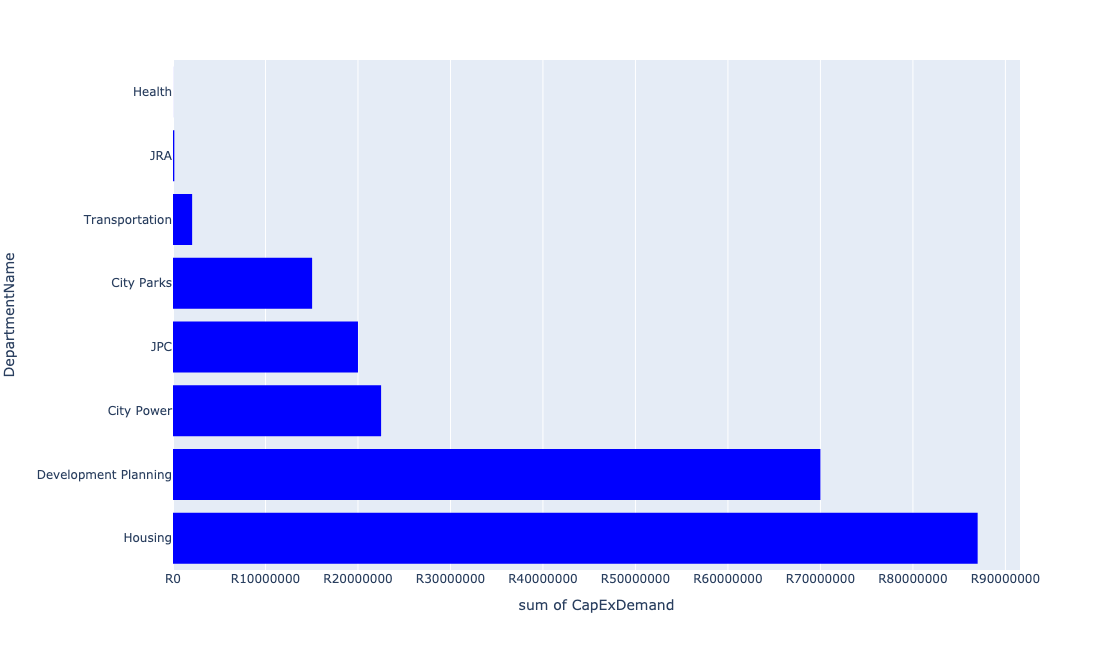 DepartmentName
Health
JRA
Transportation
City Parks
JPC
City Power
Development Planning
Housing
R0 R10000000 R20000000 R30000000 R40000000 R50000000 R60000000 R70000000 R80000000 R90000000
sum of CapExDemand